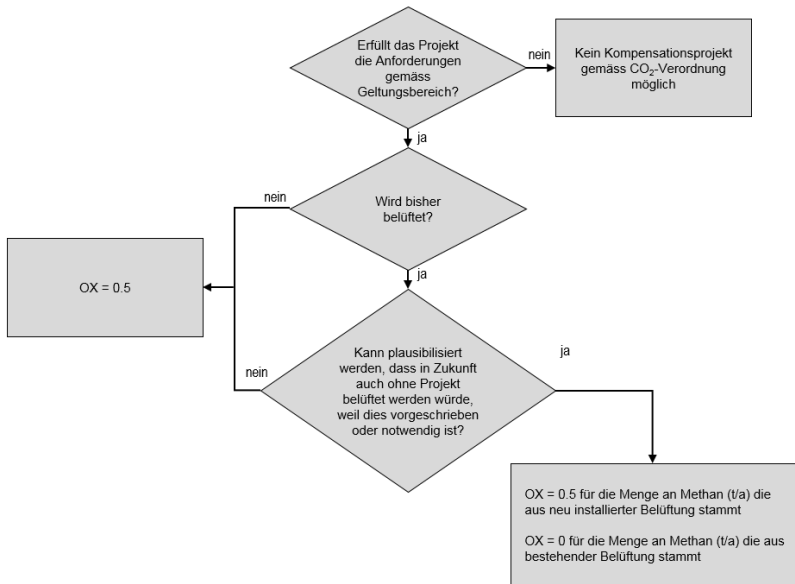 Erfüllt das Projekt
die Anforderungen
gemäss
Geltungsbereich?
nein
Kein Kompensationsprojekt
gemäss CO₂-Verordnung
möglich
ja
nein
Wird bisher
belüftet?
OX = 0.5
ja
Kann plausibilisiert
werden, dass in Zukunft
auch ohne Projekt
belüftet werden würde,
weil dies vorgeschrieben
oder notwendig ist?
nein
ja
OX = 0.5 für die Menge an Methan (t/a) die
aus neu installierter Belüftung stammt
OX = 0 für die Menge an Methan (t/a) die aus
bestehender Belüftung stammt